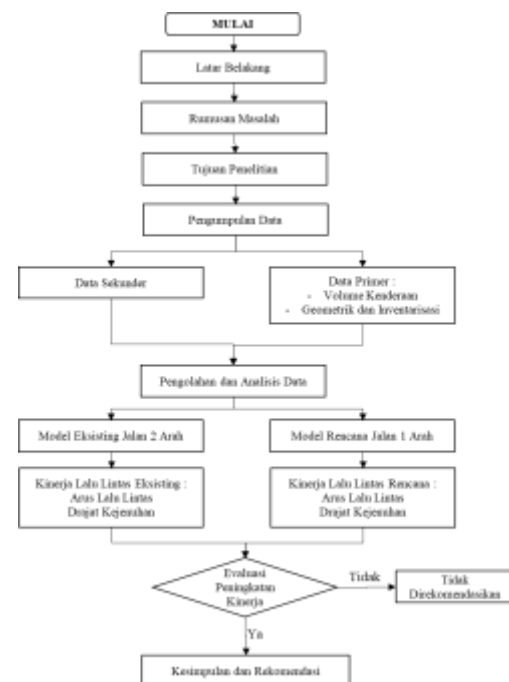 MULAI
Latar Belakang
Rumusan Masalah
Tujuan Penelitian
Pengumpulan Data
Data Sekunder
Data Primer :
- Volume Kenderaan
- Geometrik dan Inventarisasi
Pengolahan dan Analisis Data
Model Eksisting Jalan 2 Arah
Model Rencana Jalan 1 Arah
Kinerja Lalu Lintas Eksisting :
Arus Lalu Lintas
Drajat Kejenuhan
Kinerja Lalu Lintas Rencana :
Arus Lalu Lintas
Drajat Kejenuhan
Evaluasi
Peningkatan
Kinerja
Tidak
Tidak
Direkomendasikan
Ya
Kesimpulan dan Rekomendasi